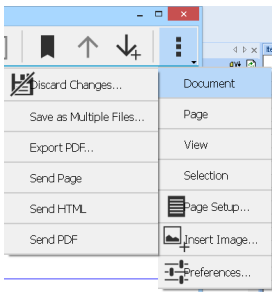 Discard Changes...
Save as Multiple Files...
Export PDF...
Send Page
Send HTML
Send PDF
Document
Page
View
Selection
Page Setup...
Insert Image...
Preferences...